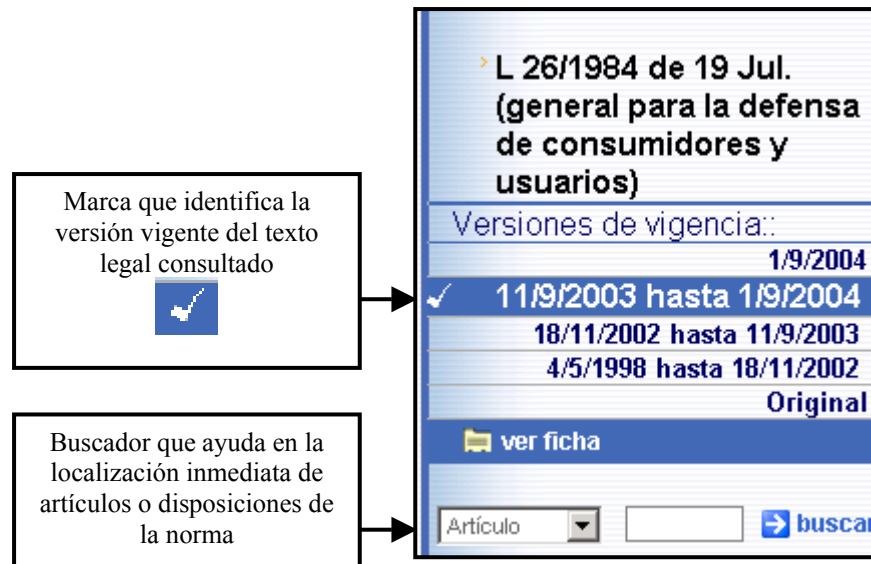 L 26/1984 de 19 Jul.
(general para la defensa
de consumidores y
usuarios)
Versiones de vigencia::
1/9/2004
11/9/2003 hasta 1/9/2004
18/11/2002 hasta 11/9/2003
4/5/1998 hasta 18/11/2002
Original
ver ficha
Artículo
buscar
Marca que identifica la
versión vigente del texto
legal consultado
Buscador que ayuda en la
localización inmediata de
artículos o disposiciones de
la norma